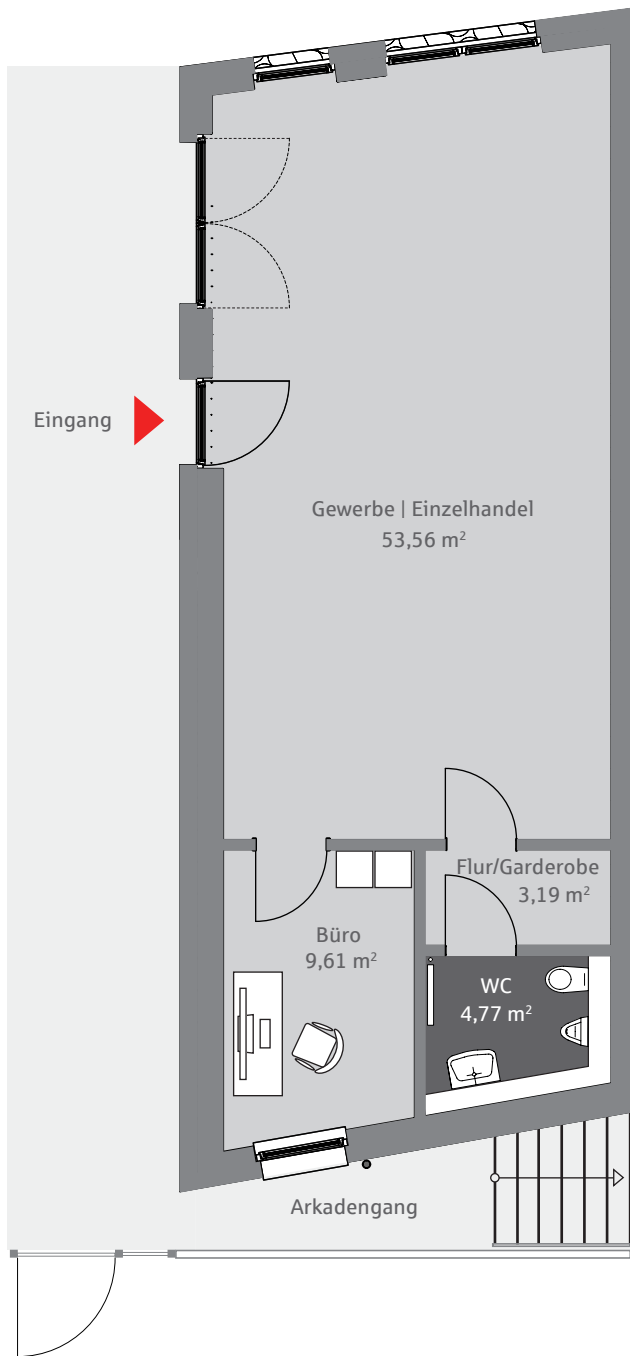 Eingang
Gewerbe | Einzelhandel
53,56 m²
Flur/Garderobe
3,19 m²
Büro
9,61 m²
WC
4,77 m²
Arkadengang